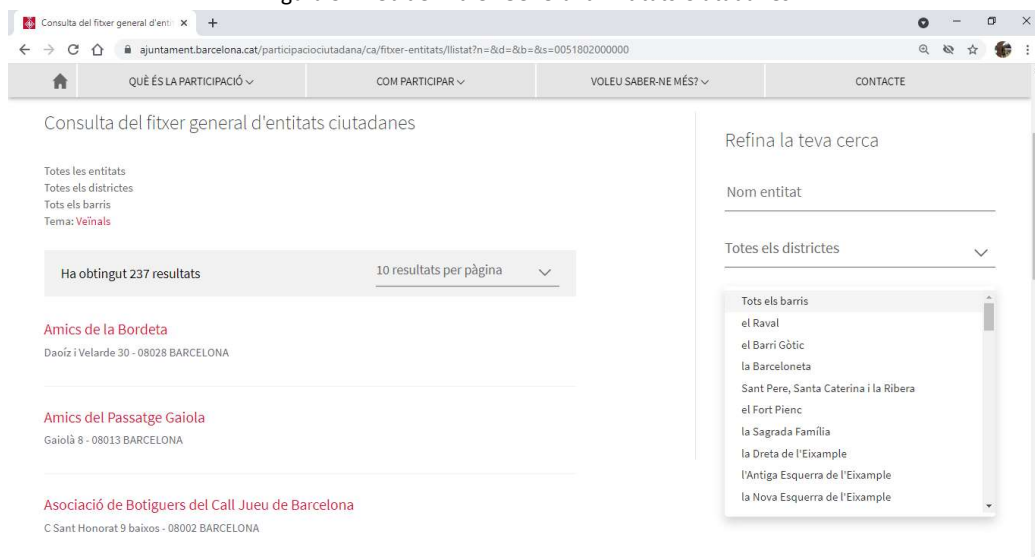 Consulta del fitxer general d'enti
ajuntament.barcelona.cat/participaciociutadana/ca/fitxer-entitats/llistat?n=&d=&b=&s=0051802000000
QUÈ ÉS LA PARTICIPACIÓ
COM PARTICIPAR
VOLEU SABER-NE MÉS?
CONTACTE
Consulta del fitxer general d'entitats ciutadanes
Totes les entitats
Totes els districtes
Tots els barris
Tema: Veïnals
Ha obtingut 237 resultats
10 resultats per pàgina
Amics de la Bordeta
Daoíz i Velarde 30 - 08028 BARCELONA
Amics del Passatge Gaiola
Gaiolà 8 - 08013 BARCELONA
Asociació de Botiguers del Call Jueu de Barcelona
C Sant Honorat 9 baixos - 08002 BARCELONA
Refina la teva cerca
Nom entitat
Totes els districtes
Tots els barris
el Raval
el Barri Gòtic
la Barceloneta
Sant Pere, Santa Caterina i la Ribera
el Fort Pienc
la Sagrada Família
la Dreta de l'Eixample
l'Antiga Esquerra de l'Eixample
la Nova Esquerra de l'Eixample